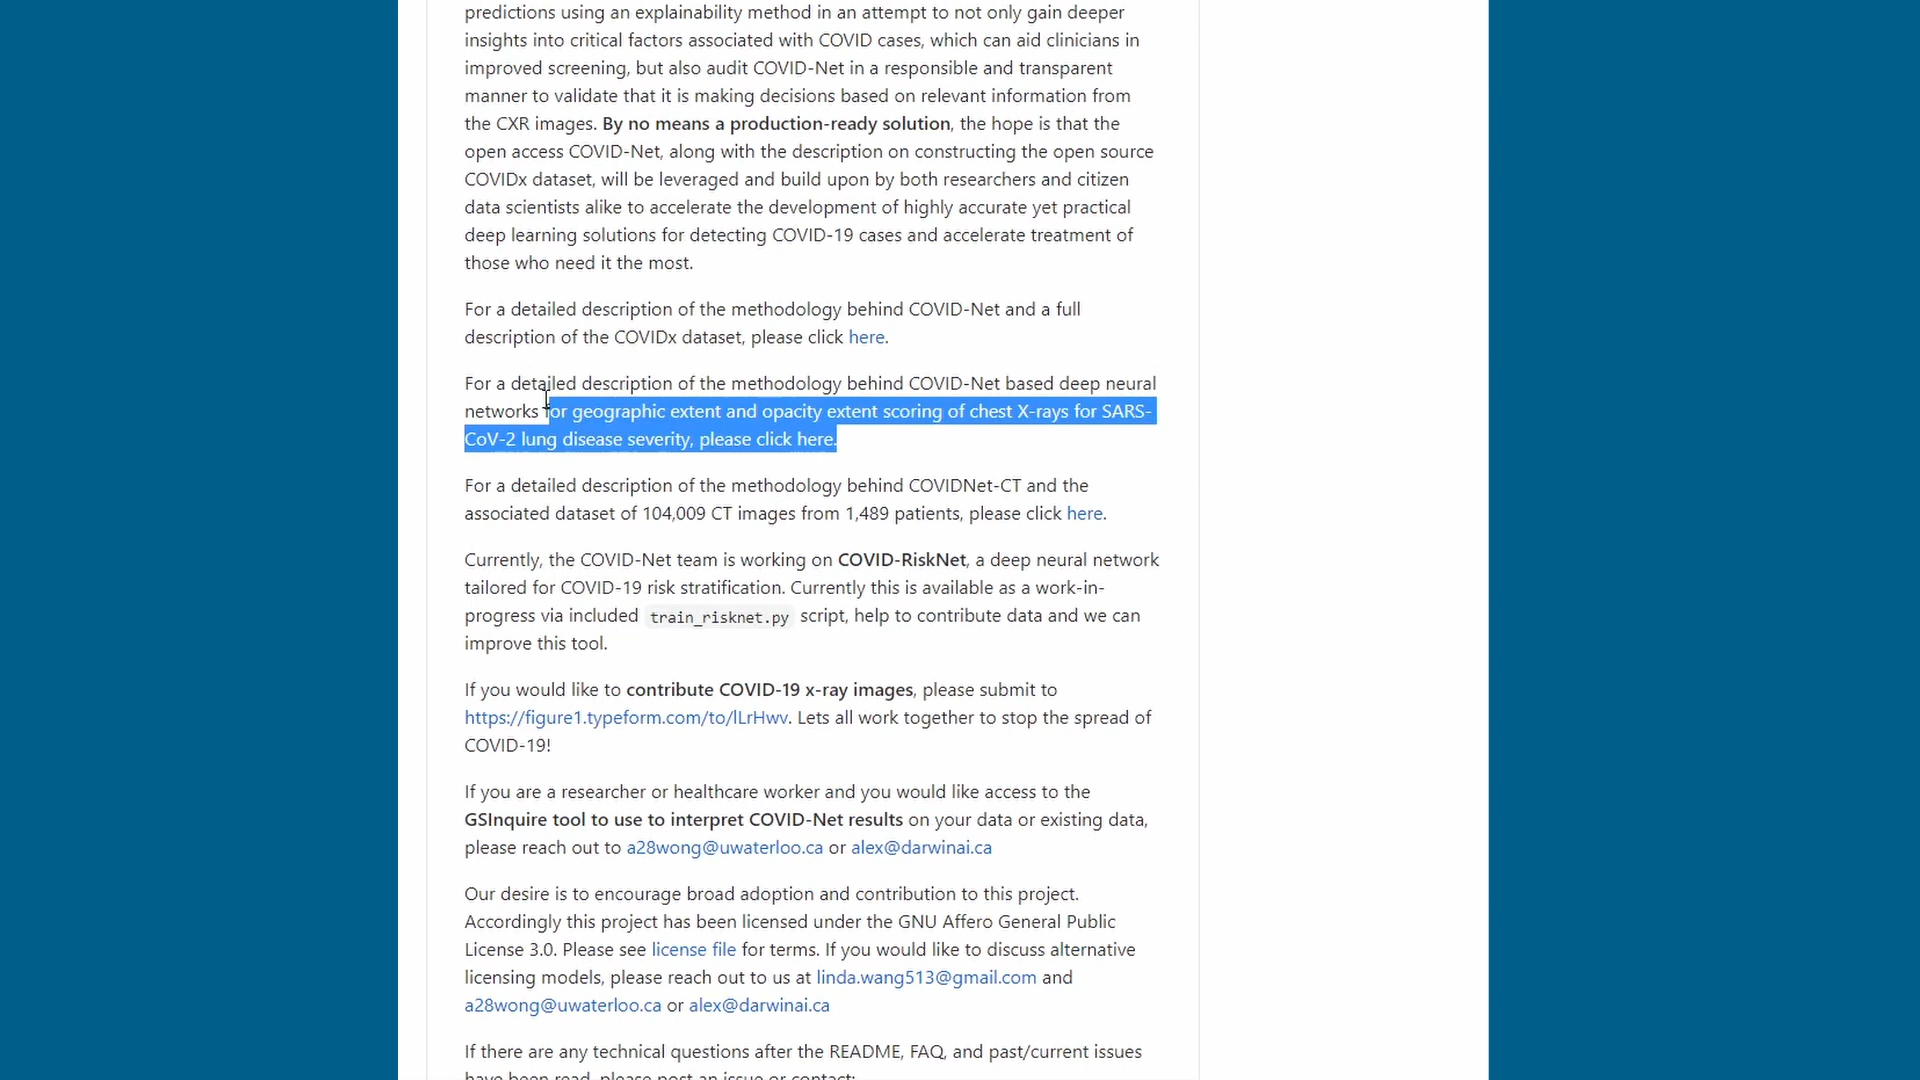 predictions using an explainability method in an attempt to not only gain deeper
insights into critical factors associated with COVID cases, which can aid clinicians in
improved screening, but also audit COVID-Net in a responsible and transparent
manner to validate that it is making decisions based on relevant information from
the CXR images. By no means a production-ready solution, the hope is that the
open access COVID-Net, along with the description on constructing the open source
COVIDx dataset, will be leveraged and build upon by both researchers and citizen
data scientists alike to accelerate the development of highly accurate yet practical
deep learning solutions for detecting COVID-19 cases and accelerate treatment of
those who need it the most.
For a detailed description of the methodology behind COVID-Net and a full
description of the COVIDx dataset, please click here.
For a detailed description of the methodology behind COVID-Net based deep neural
networks for geographic extent and opacity extent scoring of chest X-rays for SARS-
CoV-2 lung disease severity, please click here.
For a detailed description of the methodology behind COVIDNet-CT and the
associated dataset of 104,009 CT images from 1,489 patients, please click here.
Currently, the COVID-Net team is working on COVID-RiskNet, a deep neural network
tailored for COVID-19 risk stratification. Currently this is available as a work-in-
progress via included train_risknet.py script, help to contribute data and we can
improve this tool.
If you would like to contribute COVID-19 x-ray images, please submit to
https://figure1.typeform.com/to/lLrHwv. Lets all work together to stop the spread of
COVID-19!
If you are a researcher or healthcare worker and you would like access to the
GSInquire tool to use to interpret COVID-Net results on your data or existing data,
please reach out to a28wong@uwaterloo.ca or alex@darwinai.ca
Our desire is to encourage broad adoption and contribution to this project.
Accordingly this project has been licensed under the GNU Affero General Public
License 3.0. Please see license file for terms. If you would like to discuss alternative
licensing models, please reach out to us at linda.wang513@gmail.com and
a28wong@uwaterloo.ca or alex@darwinai.ca
If there are any technical questions after the README, FAQ, and past/current issues
have been read, please post an issue or contact: